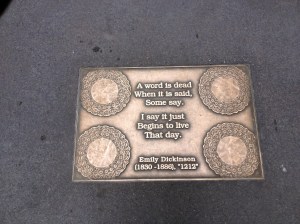 A word is dead
When it is said,
Some say.
I say it just
Begins to live
That day.
Emily Dickinson
(1830 -1886), "1212"